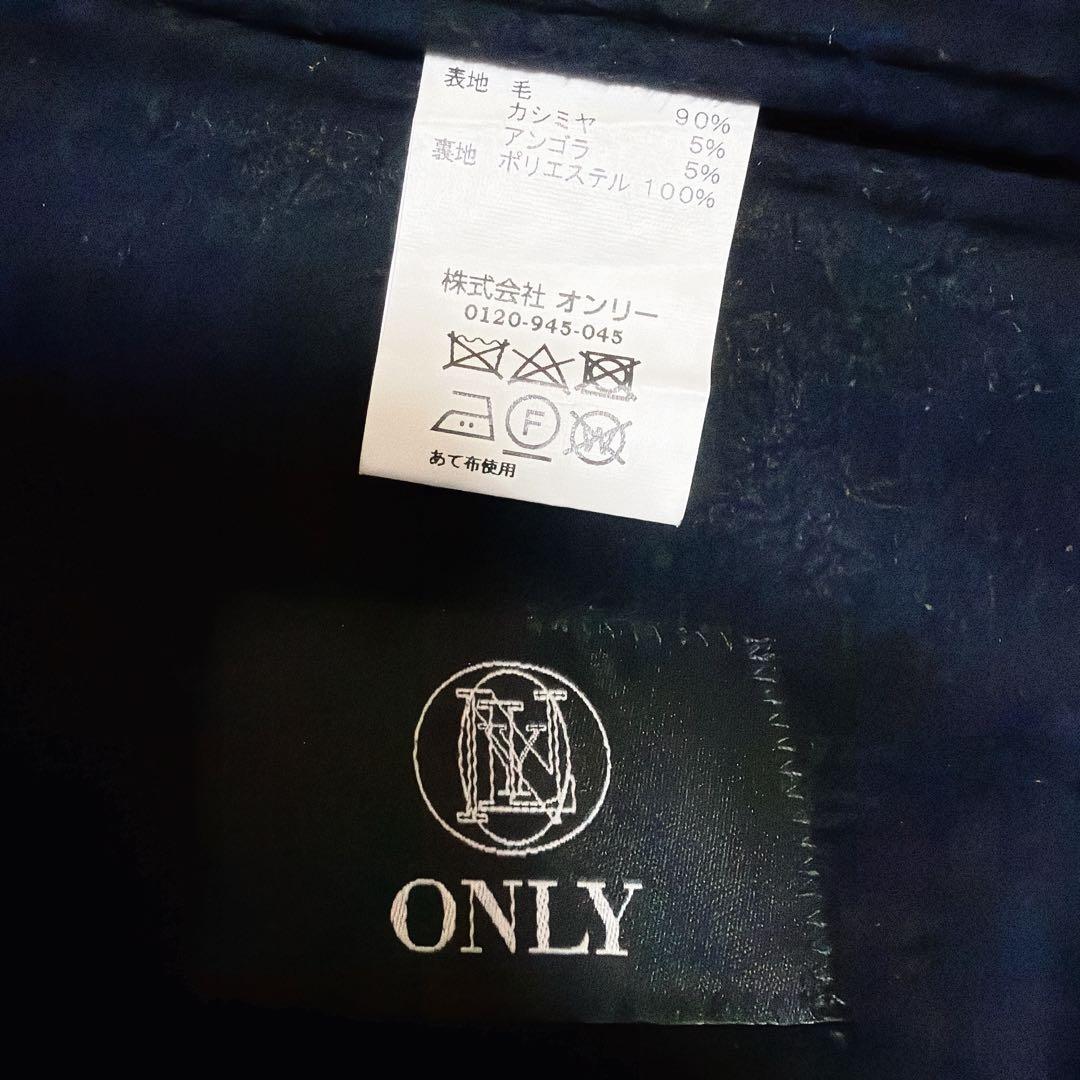 表地 毛 90%
カシミヤ 5%
アンゴラ 5%
裏地 ポリエステル 100%
株式会社 オンリー
0120-945-045
F
W
あて布使用
ONLY
ONLY